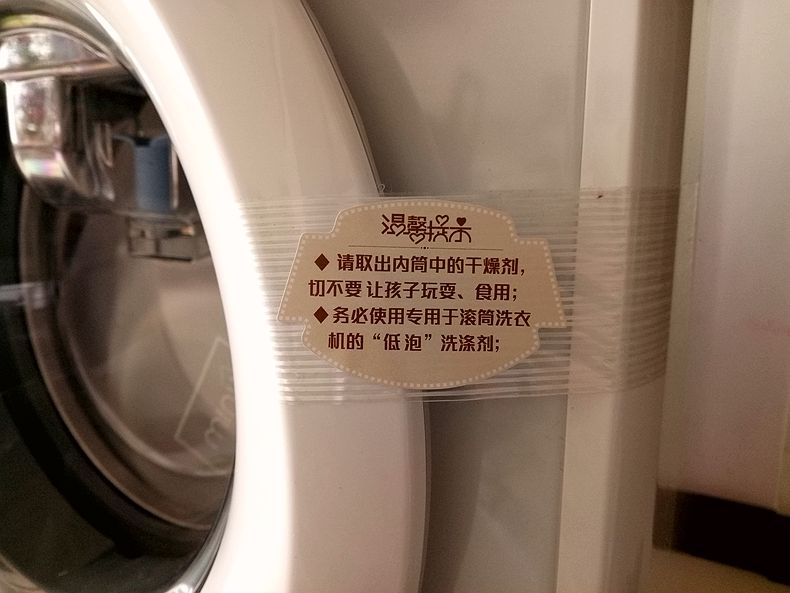 温馨提示
◆ 请取出内筒中的干燥剂,
切不要让孩子玩耍、食用;
◆ 务必使用专用于滚筒洗衣
机的“低泡”洗涤剂;